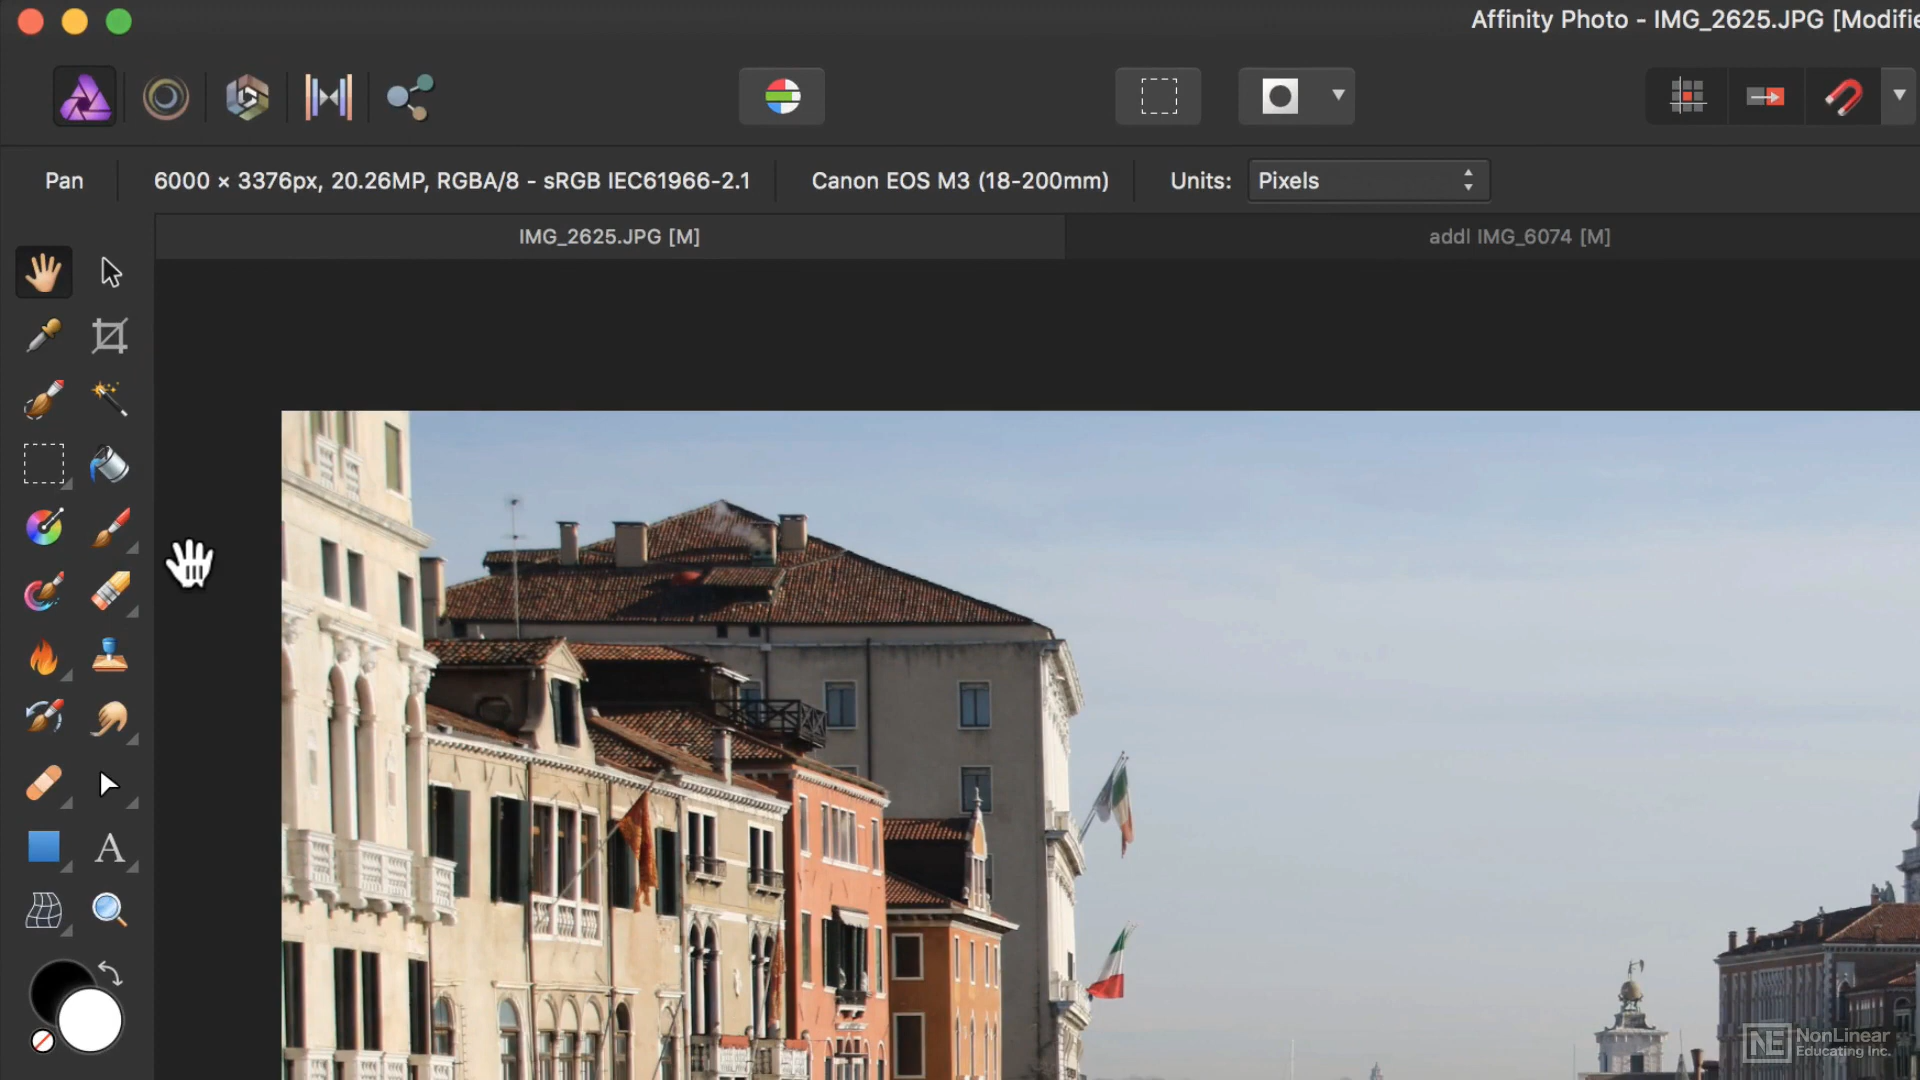 Affinity Photo - IMG_2625.JPG [Modifie
Pan
6000 × 3376px, 20.26MP, RGBA/8 - sRGB IEC61966-2.1
Canon EOS M3 (18-200mm)
Units:
Pixels
IMG_2625.JPG [M]
addl IMG_6074 [M]
A
NE
NonLinear
Educating Inc.